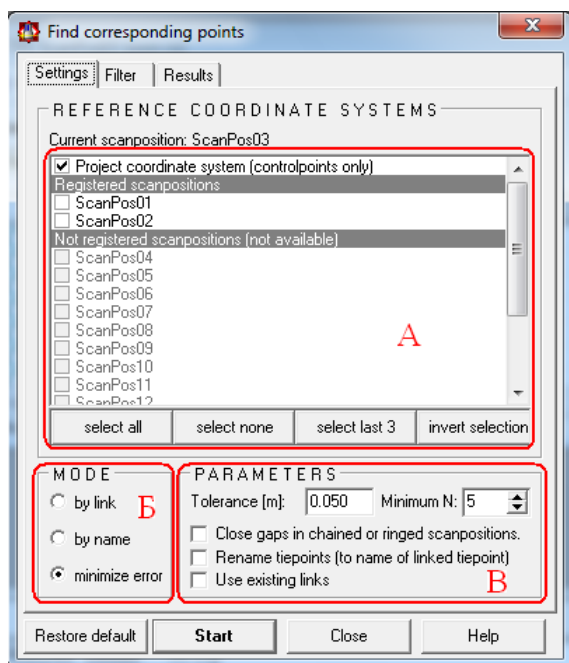 Find corresponding points
Settings Filter Results
REFERENCE COORDINATE SYSTEMS
Current scanposition: ScanPos03
Project coordinate system (controlpoints only)
Registered scanpositions
ScanPos01
ScanPos02
Not registered scanpositions (not available)
ScanPos04
ScanPos05
ScanPos06
ScanPos07
ScanPos08
ScanPos09
ScanPos10
ScanPos11
ScanPos12
А
select all select none select last 3 invert selection
MODE
by link
by name
minimize error
Б
PARAMETERS
Tolerance [m]: 0.050 Minimum N: 5
Close gaps in chained or ringed scanpositions.
Rename tiepoints (to name of linked tiepoint)
Use existing links
В
Restore default Start Close Help